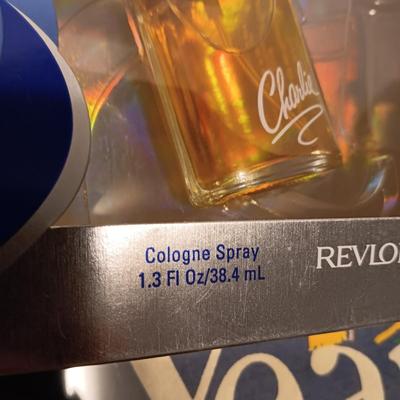 Charlie
Cologne Spray
1.3 Fl Oz/38.4 mL
REVLO